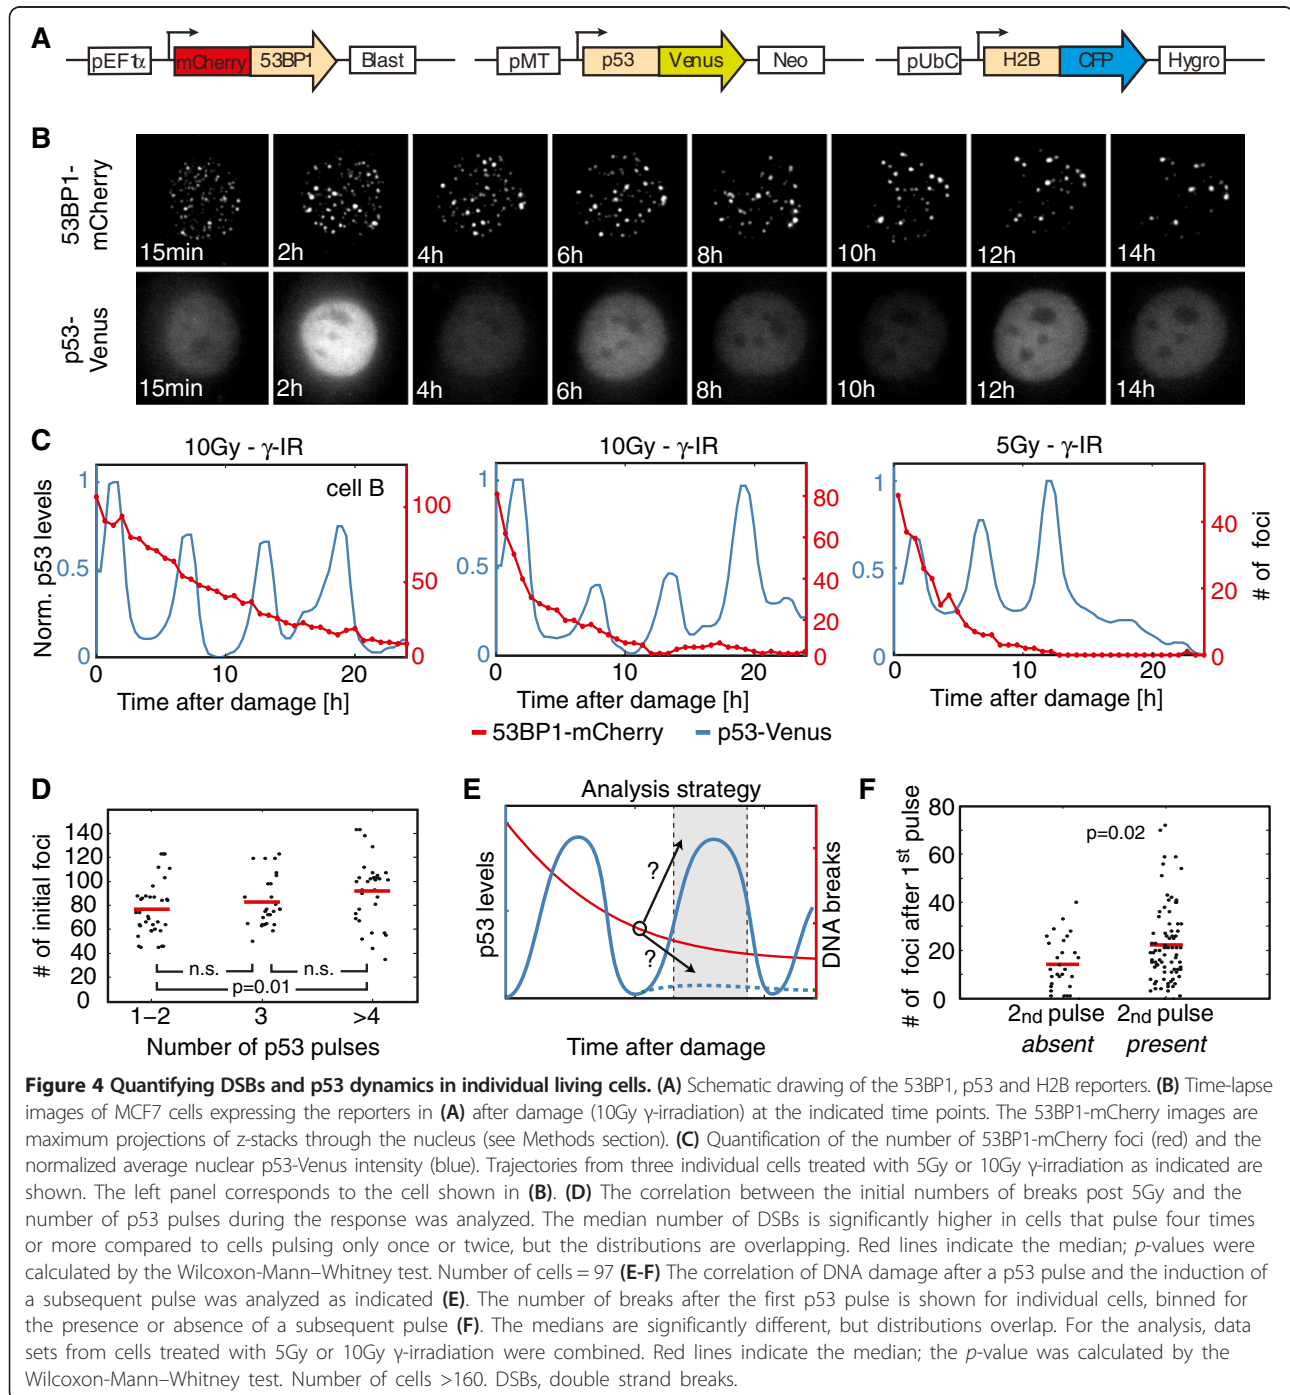 A
pEF1α mCherry 53BP1 Blast
pMT p53 Venus Neo
pUbC H2B CFP Hygro
B
53BP1-
mCherry
15min 2h 4h 6h 8h 10h 12h 14h
p53-
Venus
15min 2h 4h 6h 8h 10h 12h 14h
C
10Gy - γ-IR
cell B
Norm. p53 levels
1
0.5
0
100
50
0
0 10 20
Time after damage [h]
10Gy - γ-IR
1
0.5
0
80
60
40
20
0
0 10 20
Time after damage [h]
5Gy - γ-IR
1
0.5
0
40
20
0
# of foci
0 10 20
Time after damage [h]
53BP1-mCherry p53-Venus
D
# of initial foci
140
120
100
80
60
40
20
0
n.s. n.s.
p=0.01
1–2 3 >4
Number of p53 pulses
E
Analysis strategy
p53 levels
?
?
DNA breaks
Time after damage
F
# of foci after 1st pulse
80
60
40
20
0
p=0.02
2nd pulse 2nd pulse
absent present
Figure 4 Quantifying DSBs and p53 dynamics in individual living cells. (A) Schematic drawing of the 53BP1, p53 and H2B reporters. (B) Time-lapse
images of MCF7 cells expressing the reporters in (A) after damage (10Gy γ-irradiation) at the indicated time points. The 53BP1-mCherry images are
maximum projections of z-stacks through the nucleus (see Methods section). (C) Quantification of the number of 53BP1-mCherry foci (red) and the
normalized average nuclear p53-Venus intensity (blue). Trajectories from three individual cells treated with 5Gy or 10Gy γ-irradiation as indicated are
shown. The left panel corresponds to the cell shown in (B). (D) The correlation between the initial numbers of breaks post 5Gy and the
number of p53 pulses during the response was analyzed. The median number of DSBs is significantly higher in cells that pulse four times
or more compared to cells pulsing only once or twice, but the distributions are overlapping. Red lines indicate the median; p-values were
calculated by the Wilcoxon-Mann–Whitney test. Number of cells = 97 (E-F) The correlation of DNA damage after a p53 pulse and the induction of
a subsequent pulse was analyzed as indicated (E). The number of breaks after the first p53 pulse is shown for individual cells, binned for
the presence or absence of a subsequent pulse (F). The medians are significantly different, but distributions overlap. For the analysis, data
sets from cells treated with 5Gy or 10Gy γ-irradiation were combined. Red lines indicate the median; the p-value was calculated by the
Wilcoxon-Mann–Whitney test. Number of cells >160. DSBs, double strand breaks.